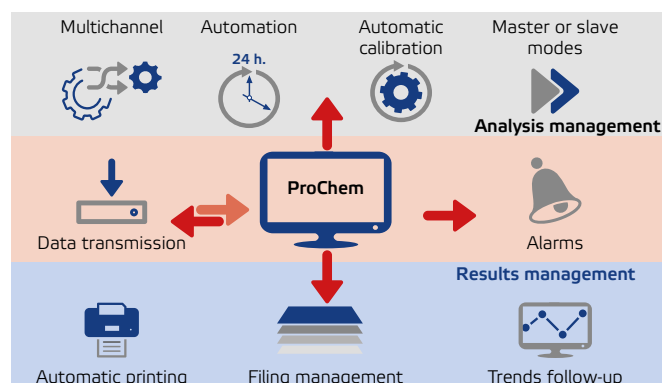 Multichannel
Automation
Automatic
calibration
Master or slave
modes
24 h.
Analysis management
ProChem
Data transmission
Alarms
Results management
Automatic printing
Filing management
Trends follow-up